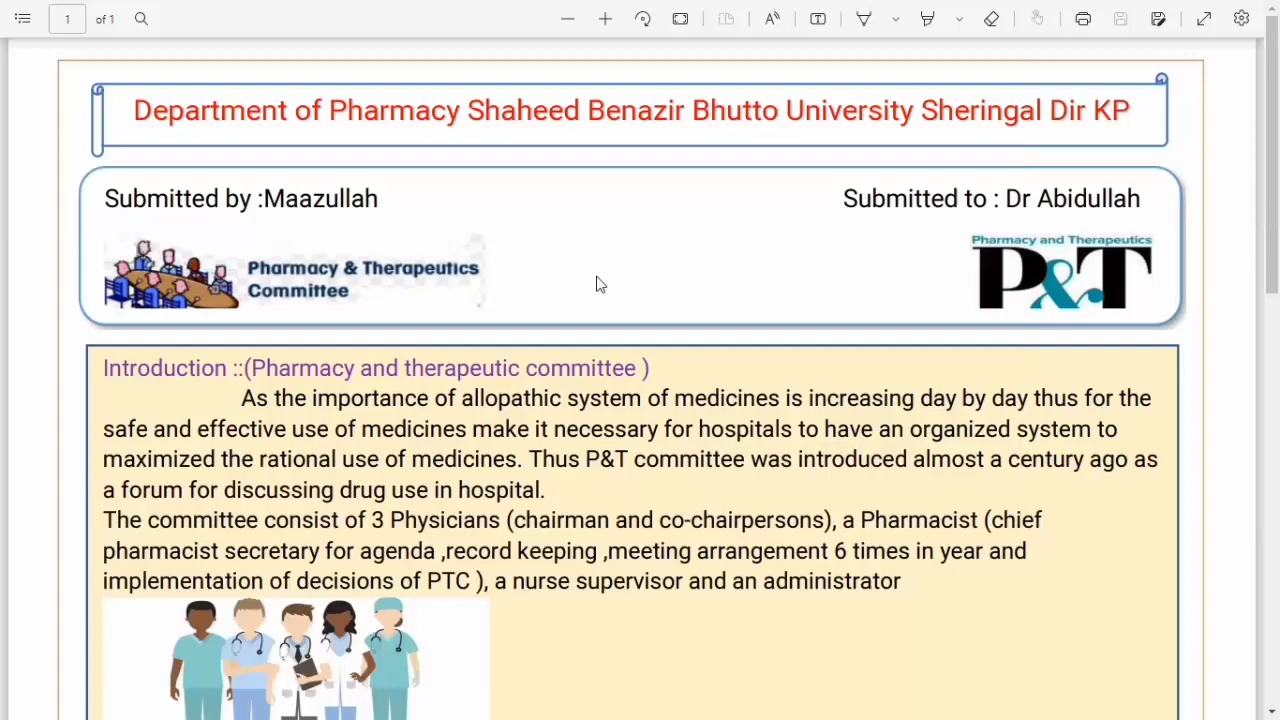 1 of 1
Department of Pharmacy Shaheed Benazir Bhutto University Sheringal Dir KP
Submitted by :Maazullah
Submitted to : Dr Abidullah
Pharmacy & Therapeutics
Committee
Pharmacy and Therapeutics
P&T
Introduction ::(Pharmacy and therapeutic committee )
As the importance of allopathic system of medicines is increasing day by day thus for the
safe and effective use of medicines make it necessary for hospitals to have an organized system to
maximized the rational use of medicines. Thus P&T committee was introduced almost a century ago as
a forum for discussing drug use in hospital.
The committee consist of 3 Physicians (chairman and co-chairpersons), a Pharmacist (chief
pharmacist secretary for agenda ,record keeping ,meeting arrangement 6 times in year and
implementation of decisions of PTC ), a nurse supervisor and an administrator